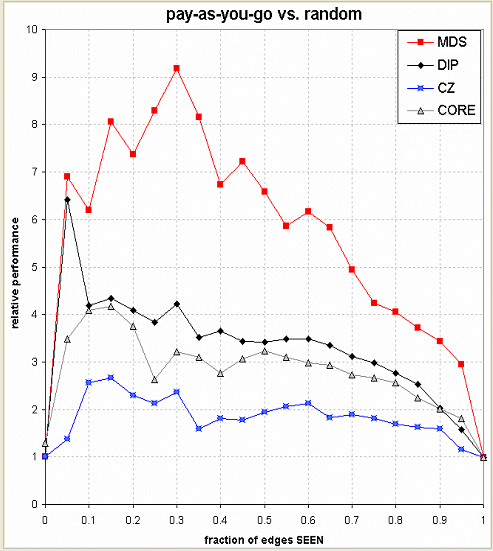 pay-as-you-go vs. random
10
9
8
7
6
5
4
3
2
1
0
relative performance
MDS
DIP
CZ
CORE
0 0.1 0.2 0.3 0.4 0.5 0.6 0.7 0.8 0.9 1
fraction of edges SEEN